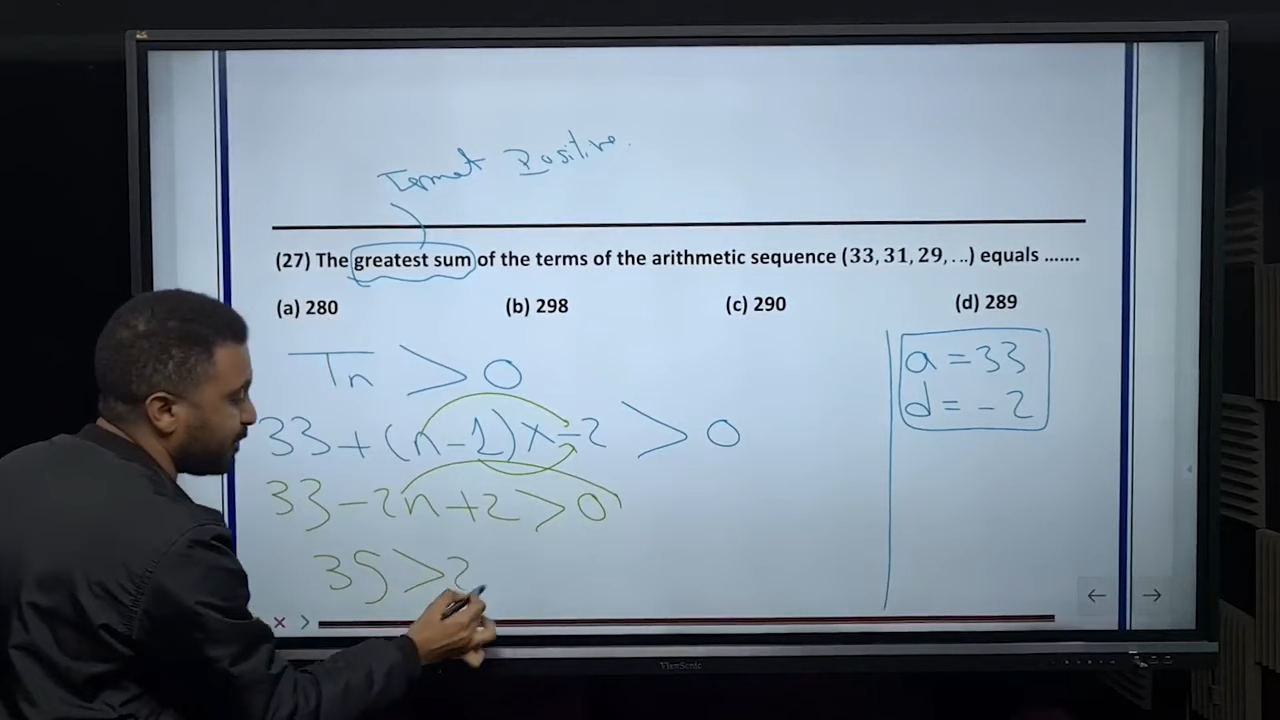 Positive.
(27) The greatest sum of the terms of the arithmetic sequence (33, 31, 29, ...) equals .......
(a) 280 (b) 298 (c) 290 (d) 289
Tn > 0
a = 33
d = -2
33 + (n - 1) x -2 > 0
33 - 2n + 2 > 0
35 > 2
ViewSonic